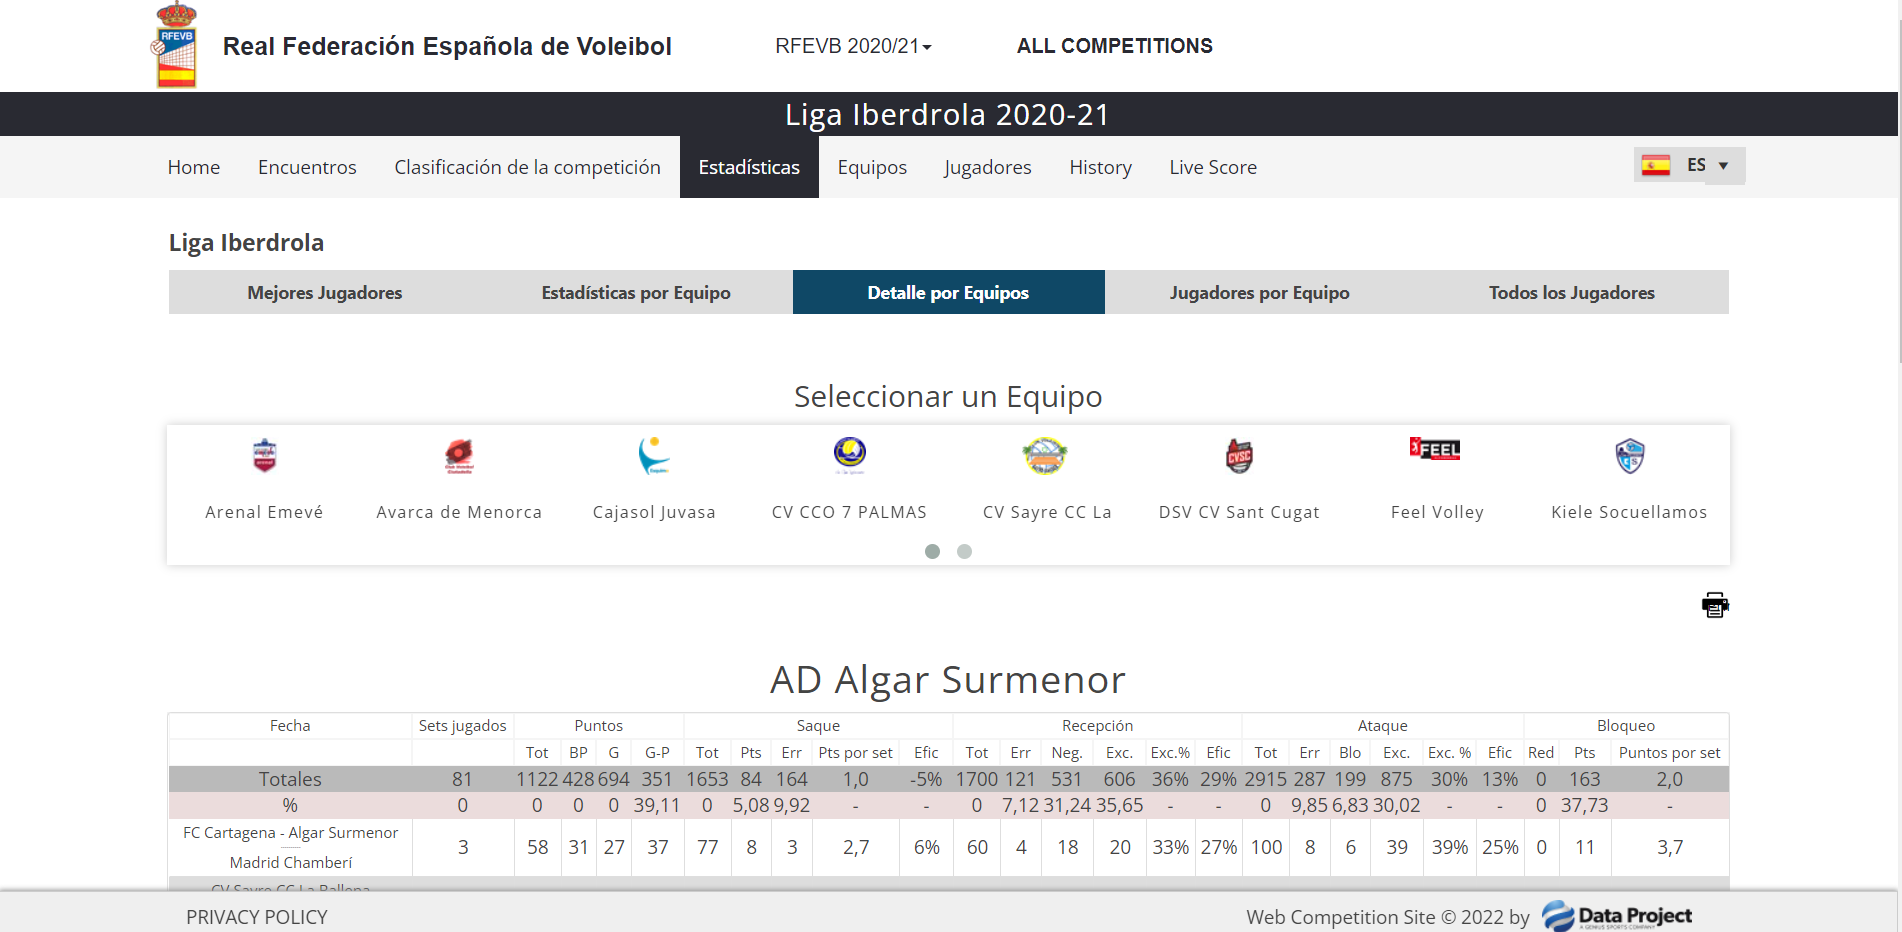 RFEVB
Real Federación Española de Voleibol
RFEVB 2020/21
ALL COMPETITIONS
Liga Iberdrola 2020-21
Home Encuentros Clasificación de la competición Estadísticas Equipos Jugadores History Live Score ES
Liga Iberdrola
Mejores Jugadores Estadísticas por Equipo Detalle por Equipos Jugadores por Equipo Todos los Jugadores
Seleccionar un Equipo
CVSC FEEL
Arenal Emevé Avarca de Menorca Cajasol Juvasa CV CCO 7 PALMAS CV Sayre CC La DSV CV Sant Cugat Feel Volley Kiele Socuellamos
AD Algar Surmenor
Fecha Sets jugados Puntos Saque Recepción Ataque Bloqueo
Tot BP G G-P Tot Pts Err Pts por set Efic Tot Err Neg. Exc. Exc.% Efic Tot Err Blo Exc. Exc. % Efic Red Pts Puntos por set
Totales 81 1122 428 694 351 1653 84 164 1,0 -5% 1700 121 531 606 36% 29% 2915 287 199 875 30% 13% 0 163 2,0
% 0 0 0 0 39,11 0 5,08 9,92 - - 0 7,12 31,24 35,65 - - 0 9,85 6,83 30,02 - - 0 37,73 -
FC Cartagena - Algar Surmenor
Madrid Chamberí
3 58 31 27 37 77 8 3 2,7 6% 60 4 18 20 33% 27% 100 8 6 39 39% 25% 0 11 3,7
CV Sayre CC La Ballena
PRIVACY POLICY
Web Competition Site © 2022 by Data Project
A GENIUS SPORTS COMPANY